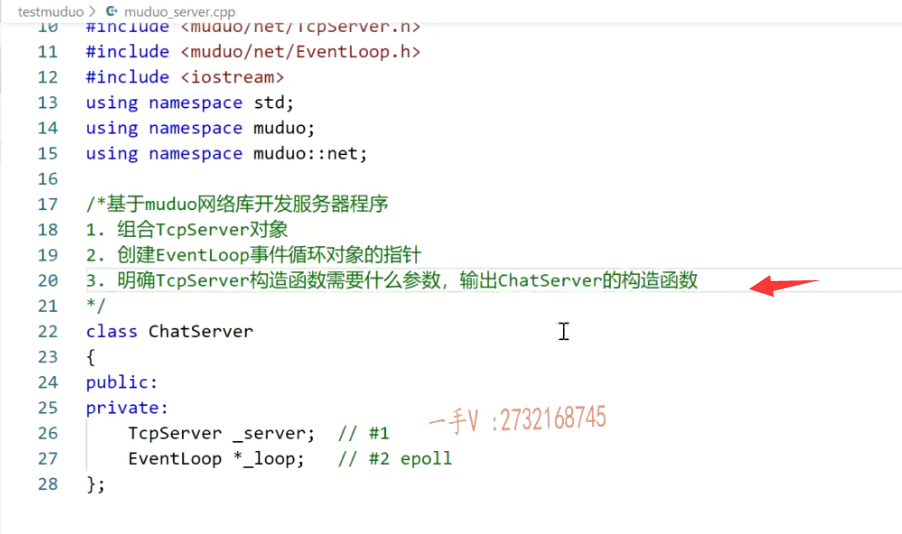 testmuduo > muduo_server.cpp
10 #include <muduo/net/TcpServer.h>
11 #include <muduo/net/EventLoop.h>
12 #include <iostream>
13 using namespace std;
14 using namespace muduo;
15 using namespace muduo::net;
16
17 /*基于muduo网络库开发服务器程序
18 1. 组合TcpServer对象
19 2. 创建EventLoop事件循环对象的指针
20 3. 明确TcpServer构造函数需要什么参数，输出ChatServer的构造函数
21 */
22 class ChatServer
23 {
24 public:
25 private:
26 TcpServer _server; // #1
27 EventLoop *_loop; // #2 epoll
28 };
一手V :2732168745